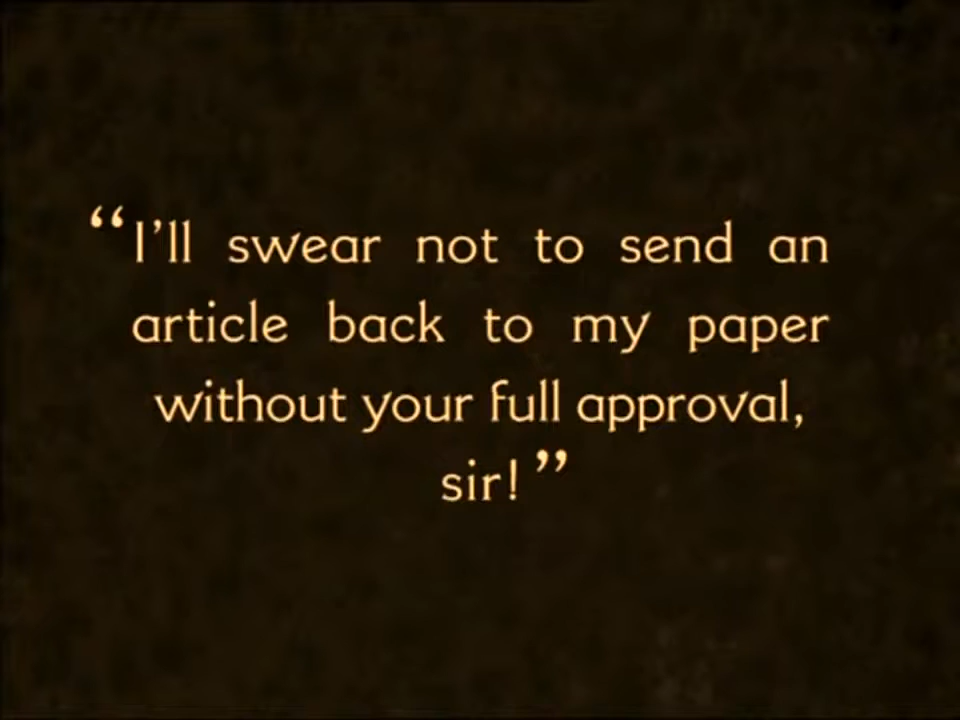 “I’ll swear not to send an
article back to my paper
without your full approval,
sir!”